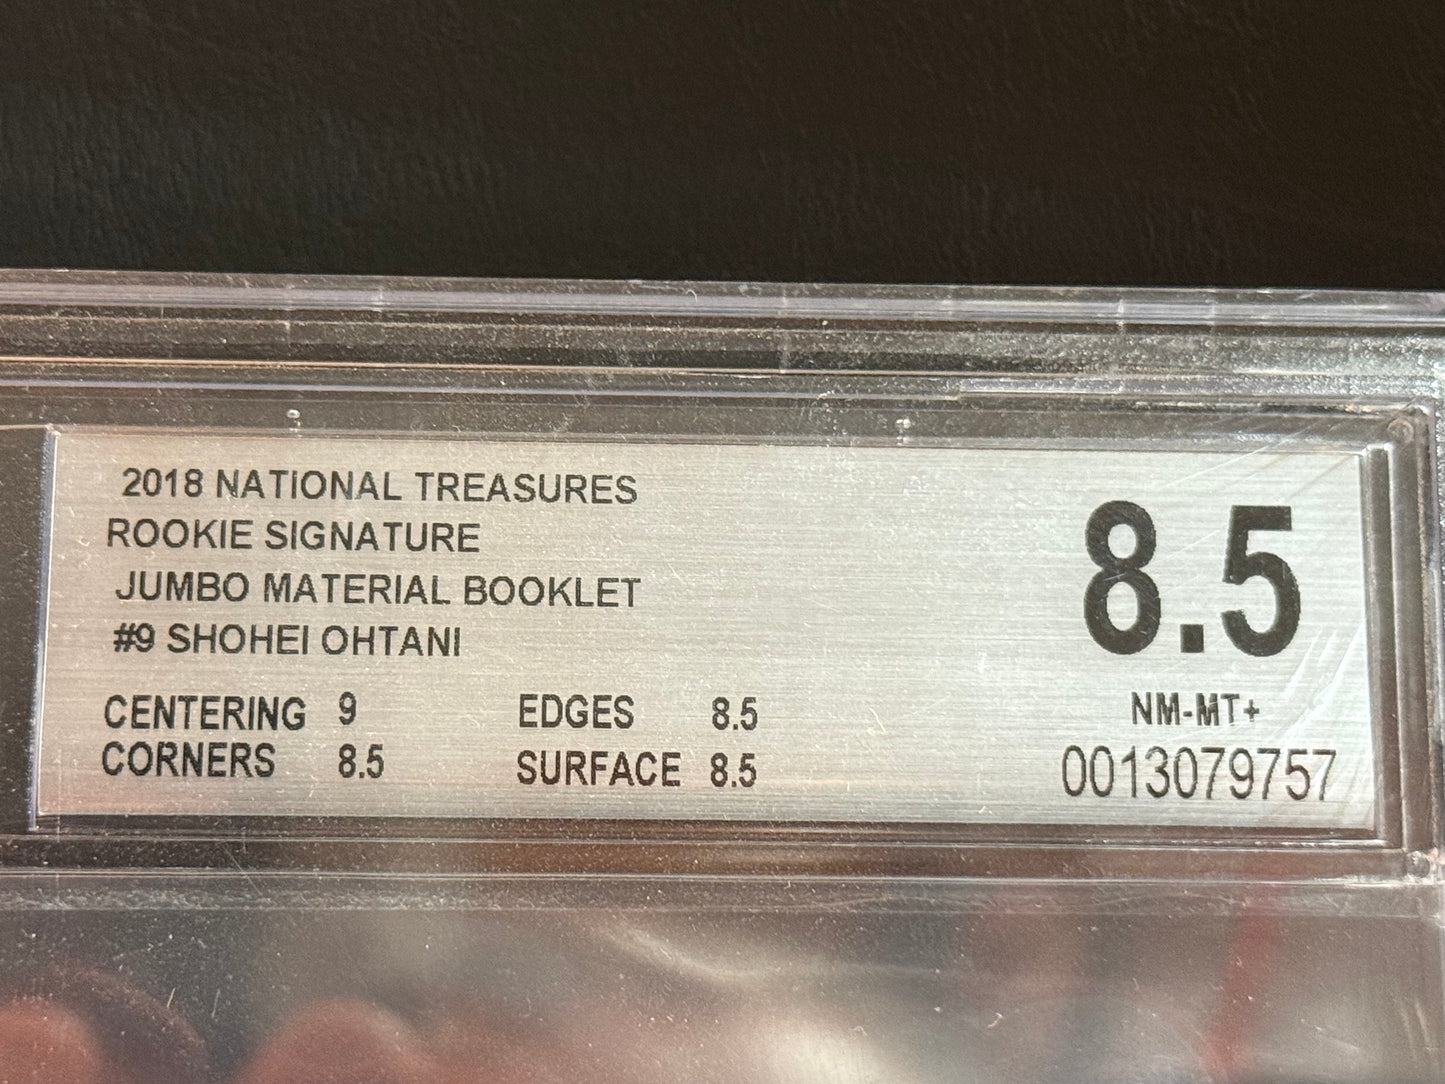 2018 NATIONAL TREASURES
ROOKIE SIGNATURE
JUMBO MATERIAL BOOKLET
#9 SHOHEI OHTANI
CENTERING 9 EDGES 8.5
CORNERS 8.5 SURFACE 8.5
8.5
NM-MT+
0013079757